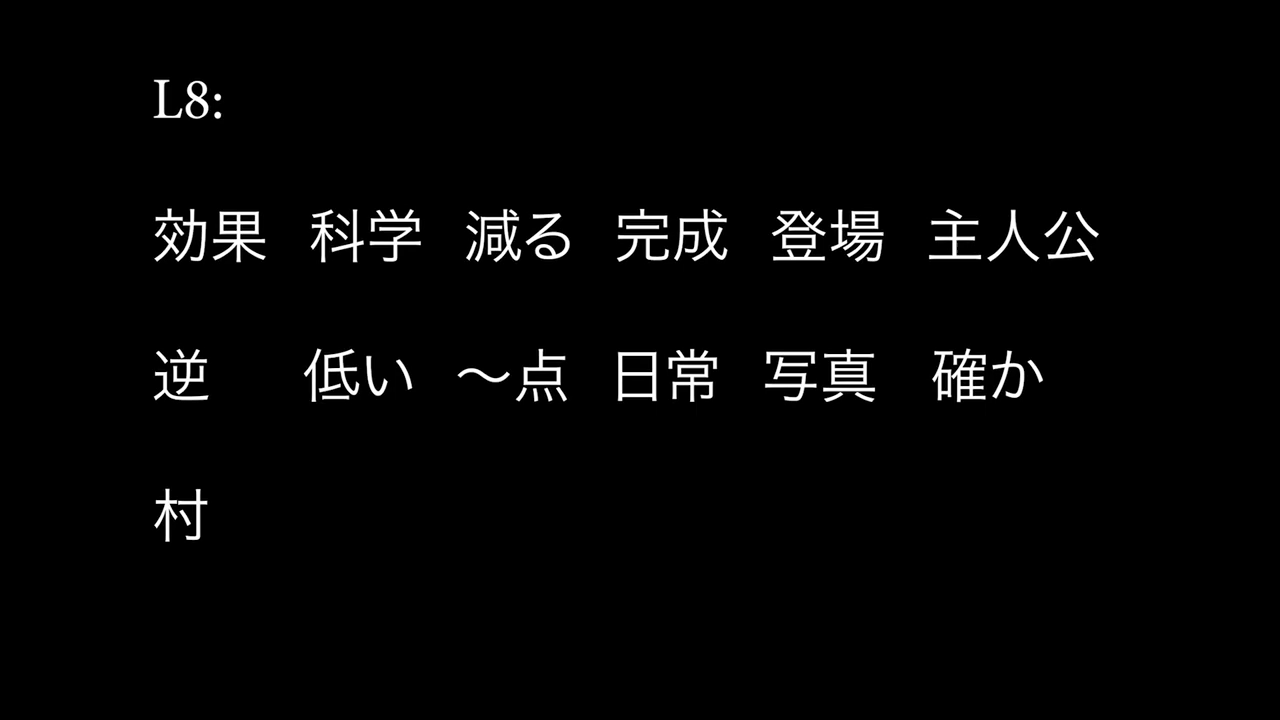 L8:
効果 科学 減る 完成 登場 主人公
逆 低い ～点 日常 写真 確か
村